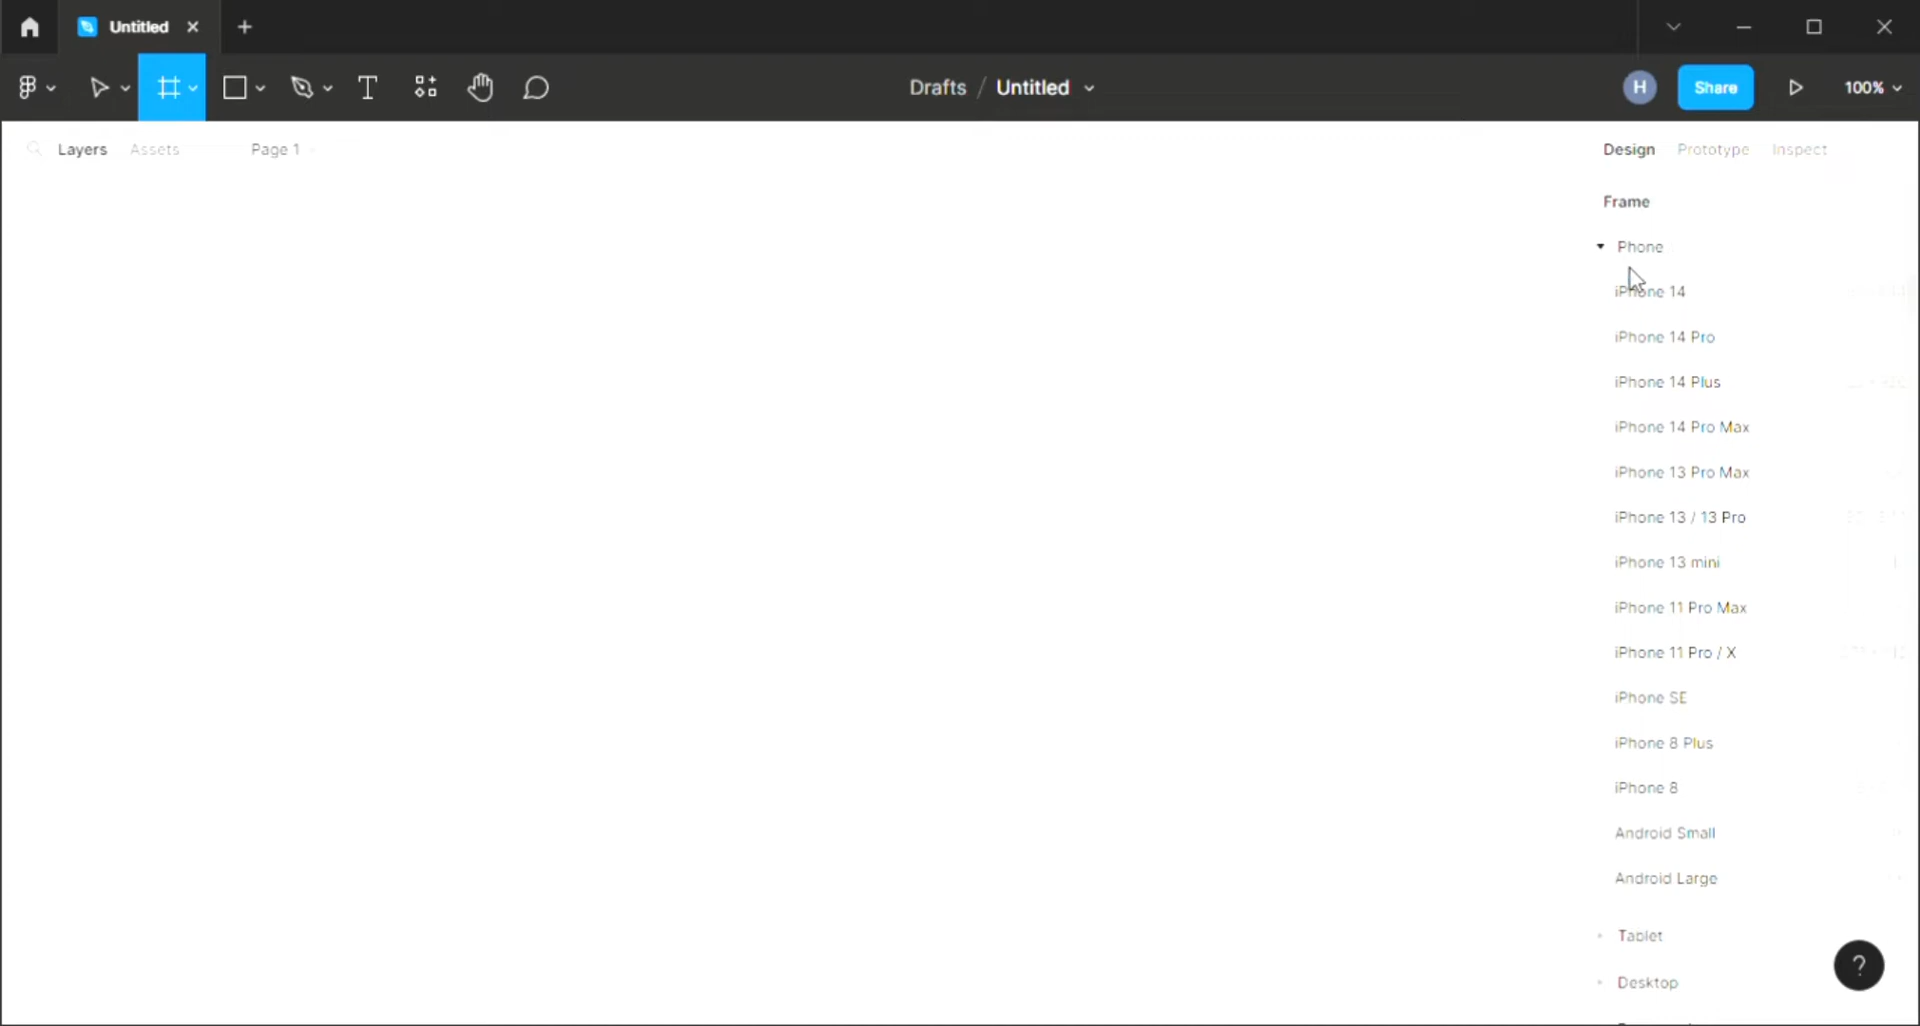 Untitled
Drafts / Untitled
H
Share
100%
Layers Assets Page 1
Design Prototype Inspect
Frame
Phone
iPhone 14
iPhone 14 Pro
iPhone 14 Plus
iPhone 14 Pro Max
iPhone 13 Pro Max
iPhone 13 / 13 Pro
iPhone 13 mini
iPhone 11 Pro Max
iPhone 11 Pro / X
iPhone SE
iPhone 8 Plus
iPhone 8
Android Small
Android Large
Tablet
Desktop
?